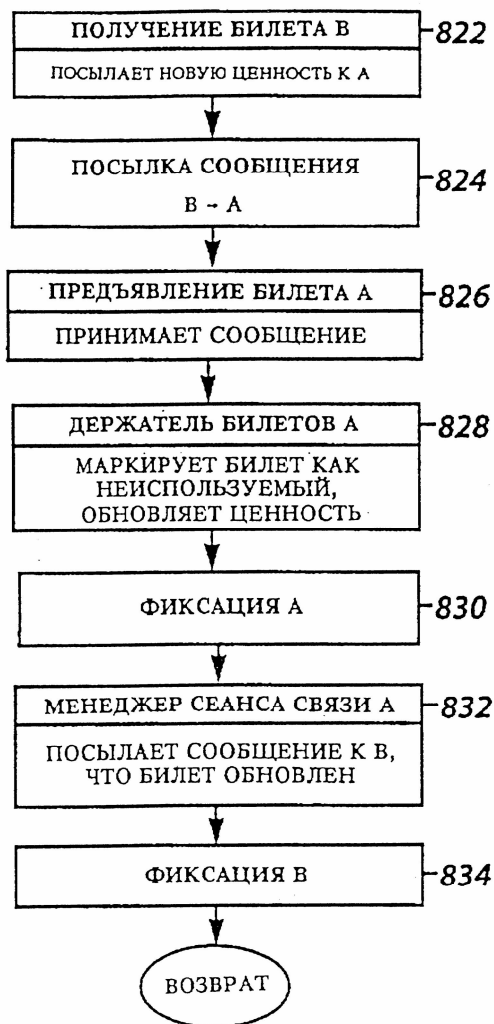 ПОЛУЧЕНИЕ БИЛЕТА В
822
ПОСЫЛАЕТ НОВУЮ ЦЕННОСТЬ К А
ПОСЫЛКА СООБЩЕНИЯ
824
В - А
ПРЕДЪЯВЛЕНИЕ БИЛЕТА А
826
ПРИНИМАЕТ СООБЩЕНИЕ
ДЕРЖАТЕЛЬ БИЛЕТОВ А
828
МАРКИРУЕТ БИЛЕТ КАК
НЕИСПОЛЬЗУЕМЫЙ,
ОБНОВЛЯЕТ ЦЕННОСТЬ
ФИКСАЦИЯ А
830
МЕНЕДЖЕР СЕАНСА СВЯЗИ А
832
ПОСЫЛАЕТ СООБЩЕНИЕ К В,
ЧТО БИЛЕТ ОБНОВЛЕН
ФИКСАЦИЯ В
834
ВОЗВРАТ